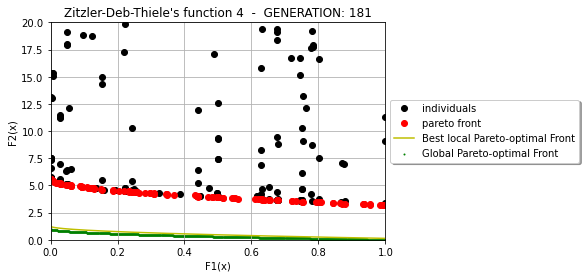 Zitzler-Deb-Thiele's function 4 - GENERATION: 181
20.0
17.5
15.0
12.5
10.0
7.5
5.0
2.5
0.0
F2(x)
0.0 0.2 0.4 0.6 0.8 1.0
F1(x)
individuals
pareto front
Best local Pareto-optimal Front
Global Pareto-optimal Front